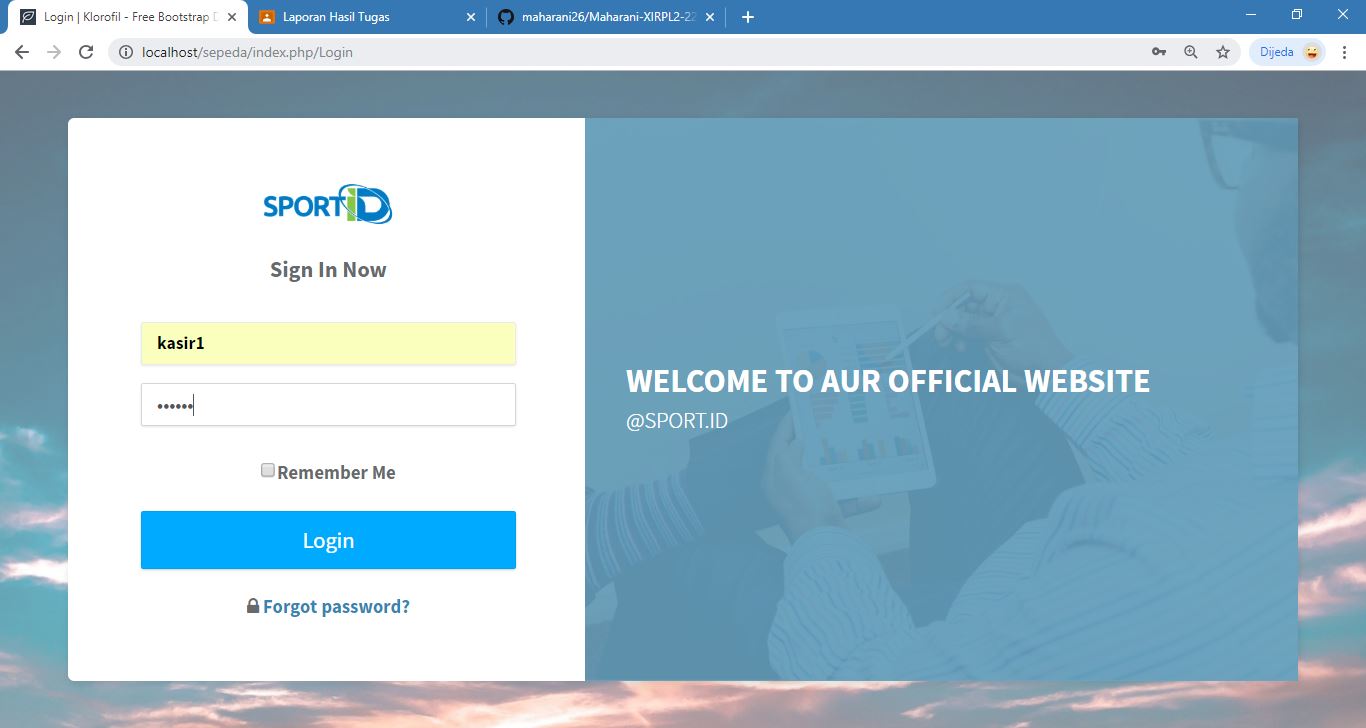 Login | Klorofil - Free Bootstrap D
Laporan Hasil Tugas
maharani26/Maharani-XIRPL2-22
localhost/sepeda/index.php/Login
Dijeda
SPORTiD
Sign In Now
kasir1
••••••
Remember Me
Login
Forgot password?
WELCOME TO AUR OFFICIAL WEBSITE
@SPORT.ID